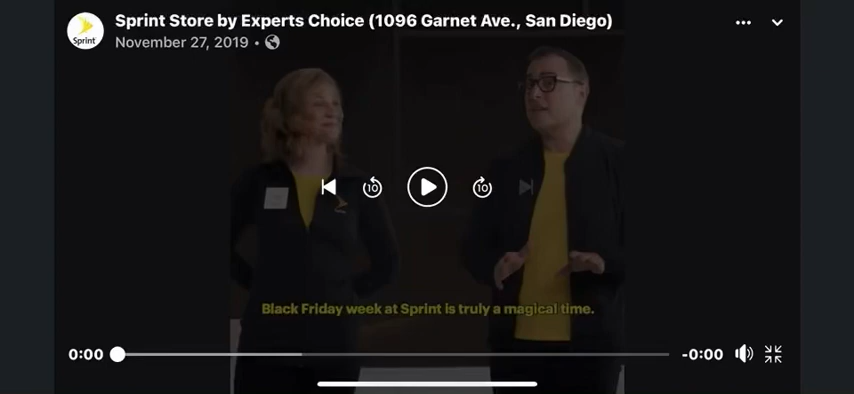 Sprint Store by Experts Choice (1096 Garnet Ave., San Diego)
Sprint
November 27, 2019 •
10
10
Black Friday week at Sprint is truly a magical time.
0:00
-0:00